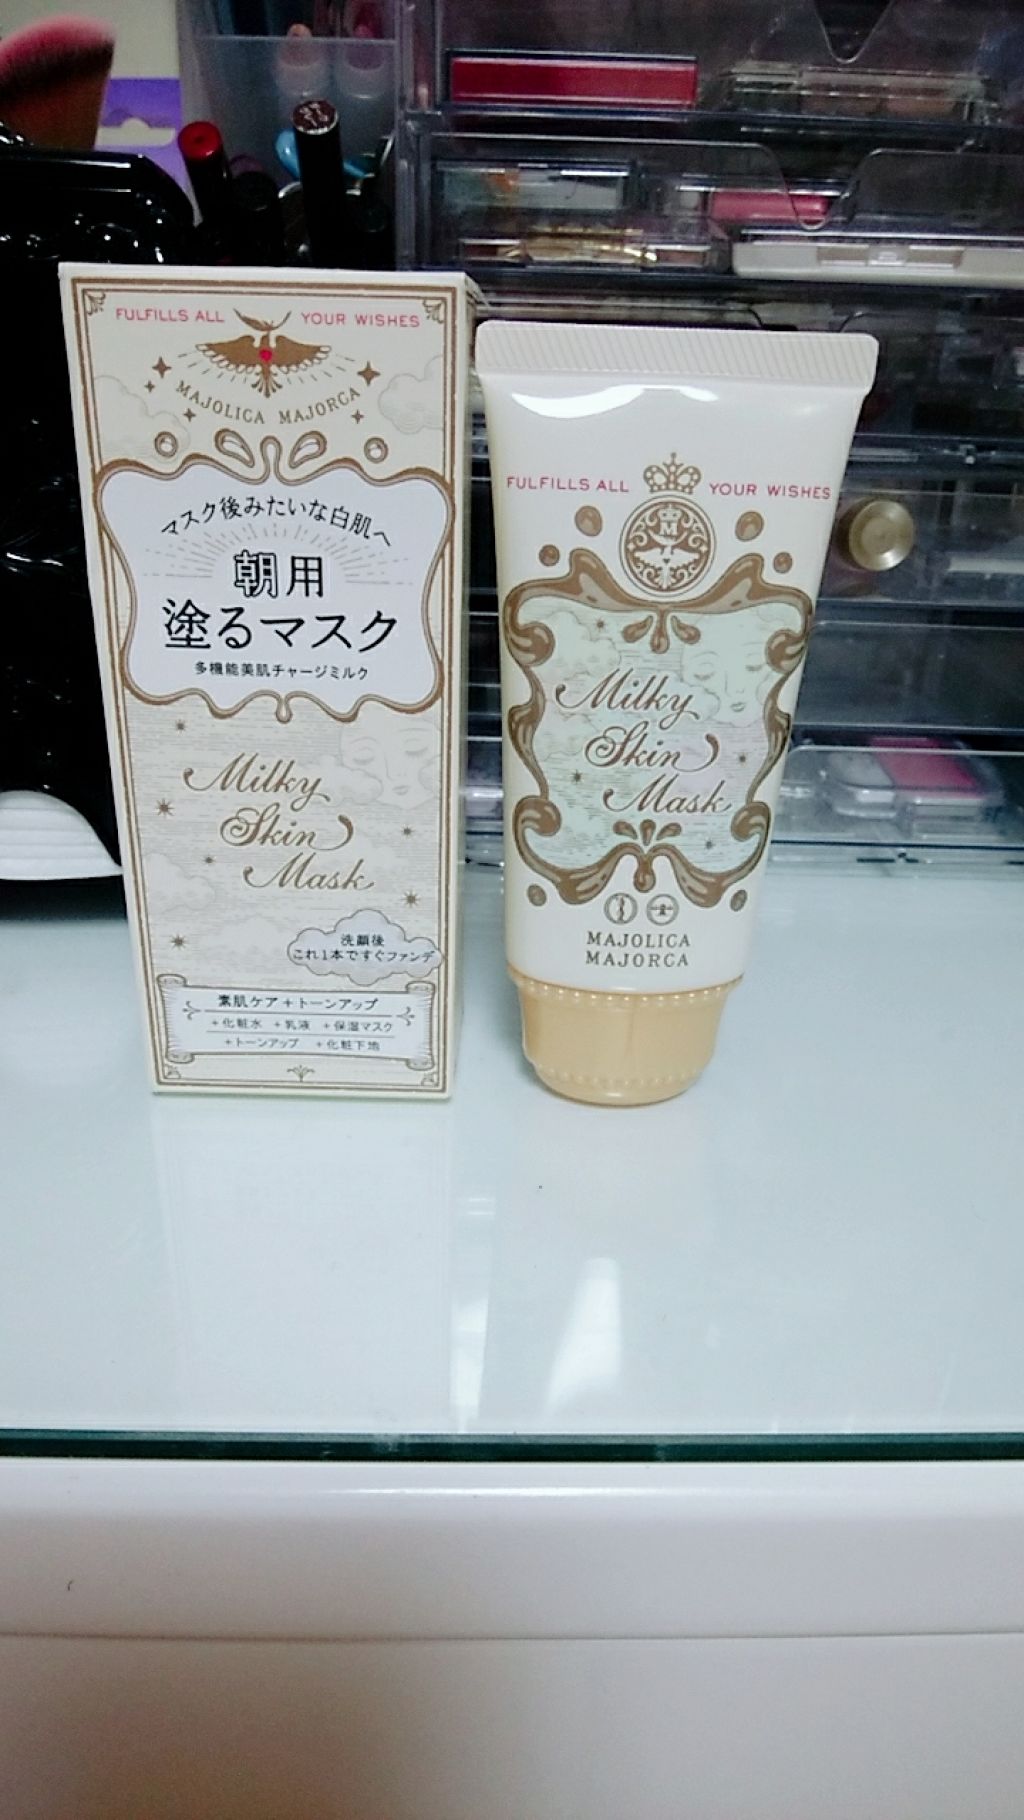 FULFILLS ALL YOUR WISHES
MAJOLICA MAJORCA
マスク後みたいな白肌へ
朝用
塗るマスク
多機能美肌チャージミルク
Milky
Skin
Mask
洗顔後
これ1本ですぐファンデ
素肌ケア+トーンアップ
+化粧水 +乳液 +保湿マスク
+トーンアップ +化粧下地
FULFILLS ALL YOUR WISHES
M
Milky
Skin
Mask
MAJOLICA
MAJORCA